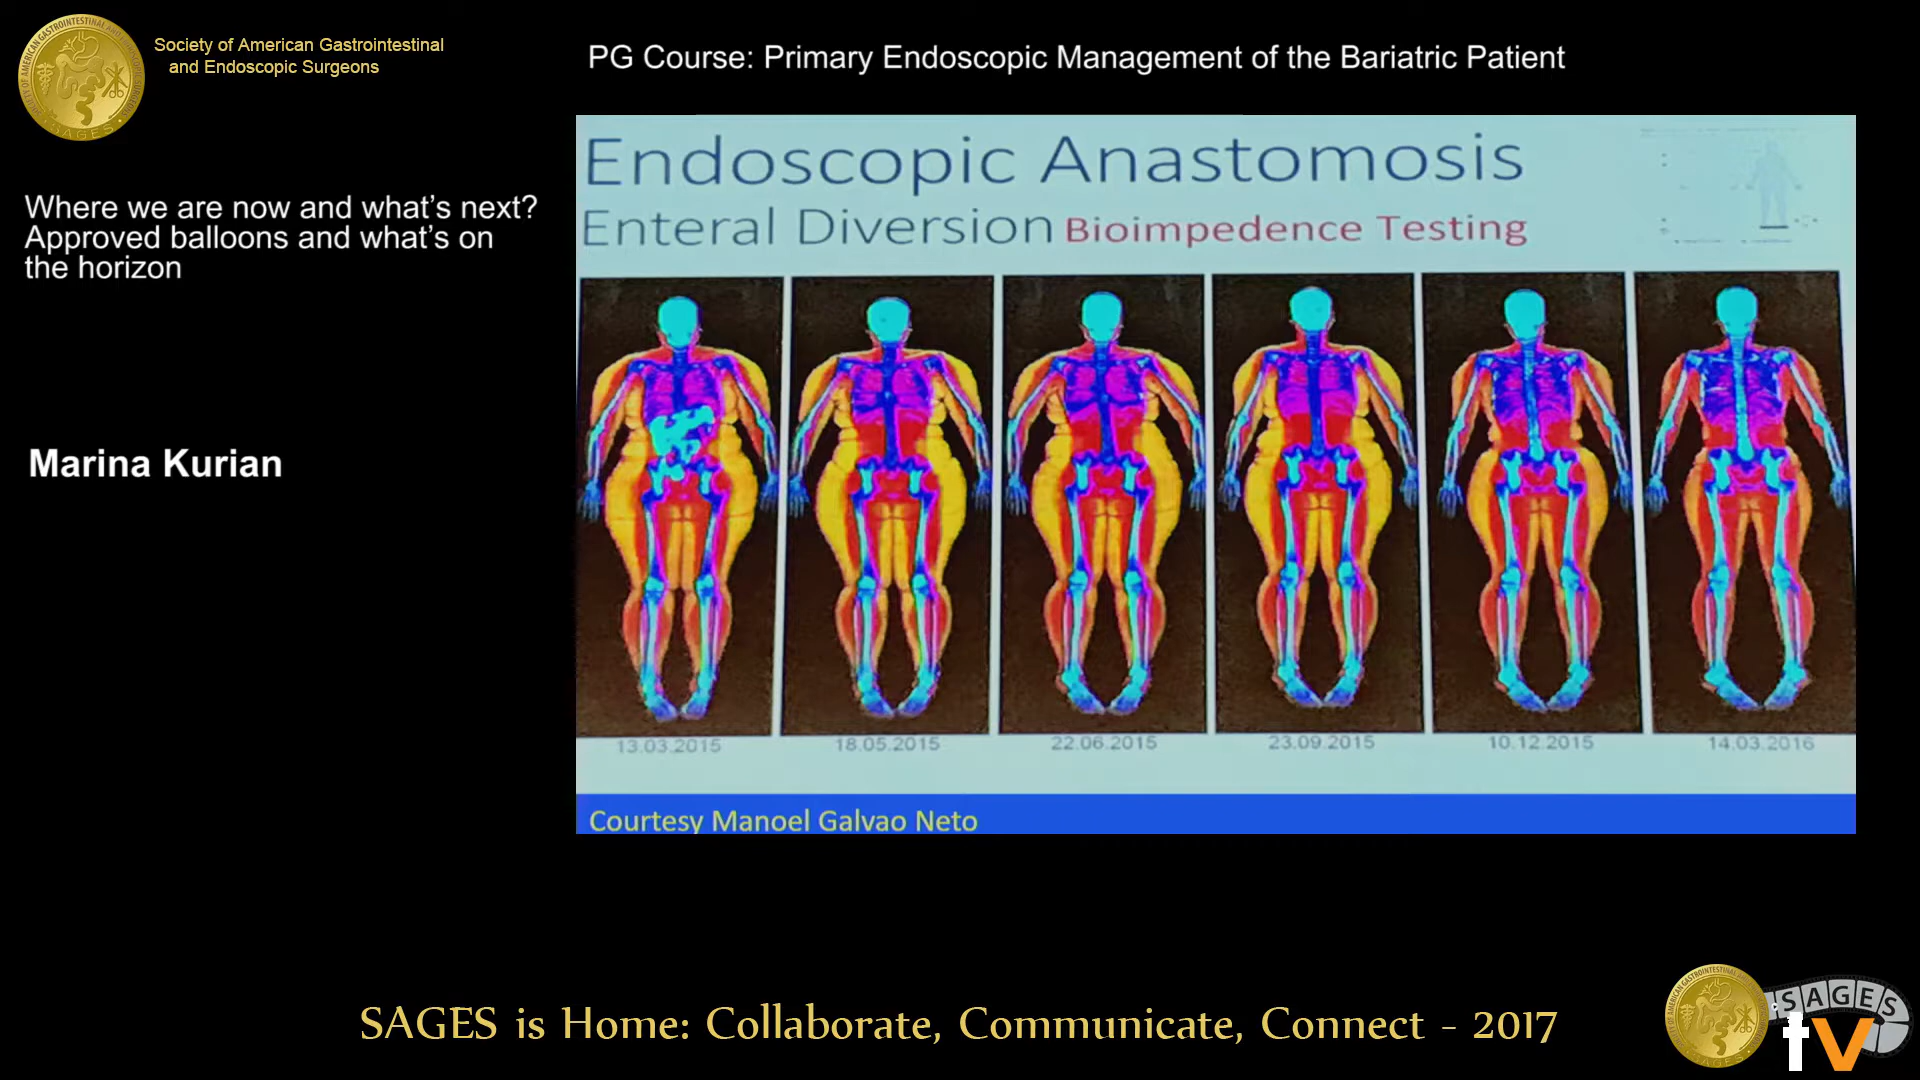 Society of American Gastrointestinal
and Endoscopic Surgeons
PG Course: Primary Endoscopic Management of the Bariatric Patient
Where we are now and what's next?
Approved balloons and what's on
the horizon
Marina Kurian
Endoscopic Anastomosis
Enteral Diversion Bioimpedence Testing
13.03.2015
18.05.2015
22.06.2015
23.09.2015
10.12.2015
14.03.2016
Courtesy Manoel Galvao Neto
SAGES is Home: Collaborate, Communicate, Connect - 2017
SAGES
tv